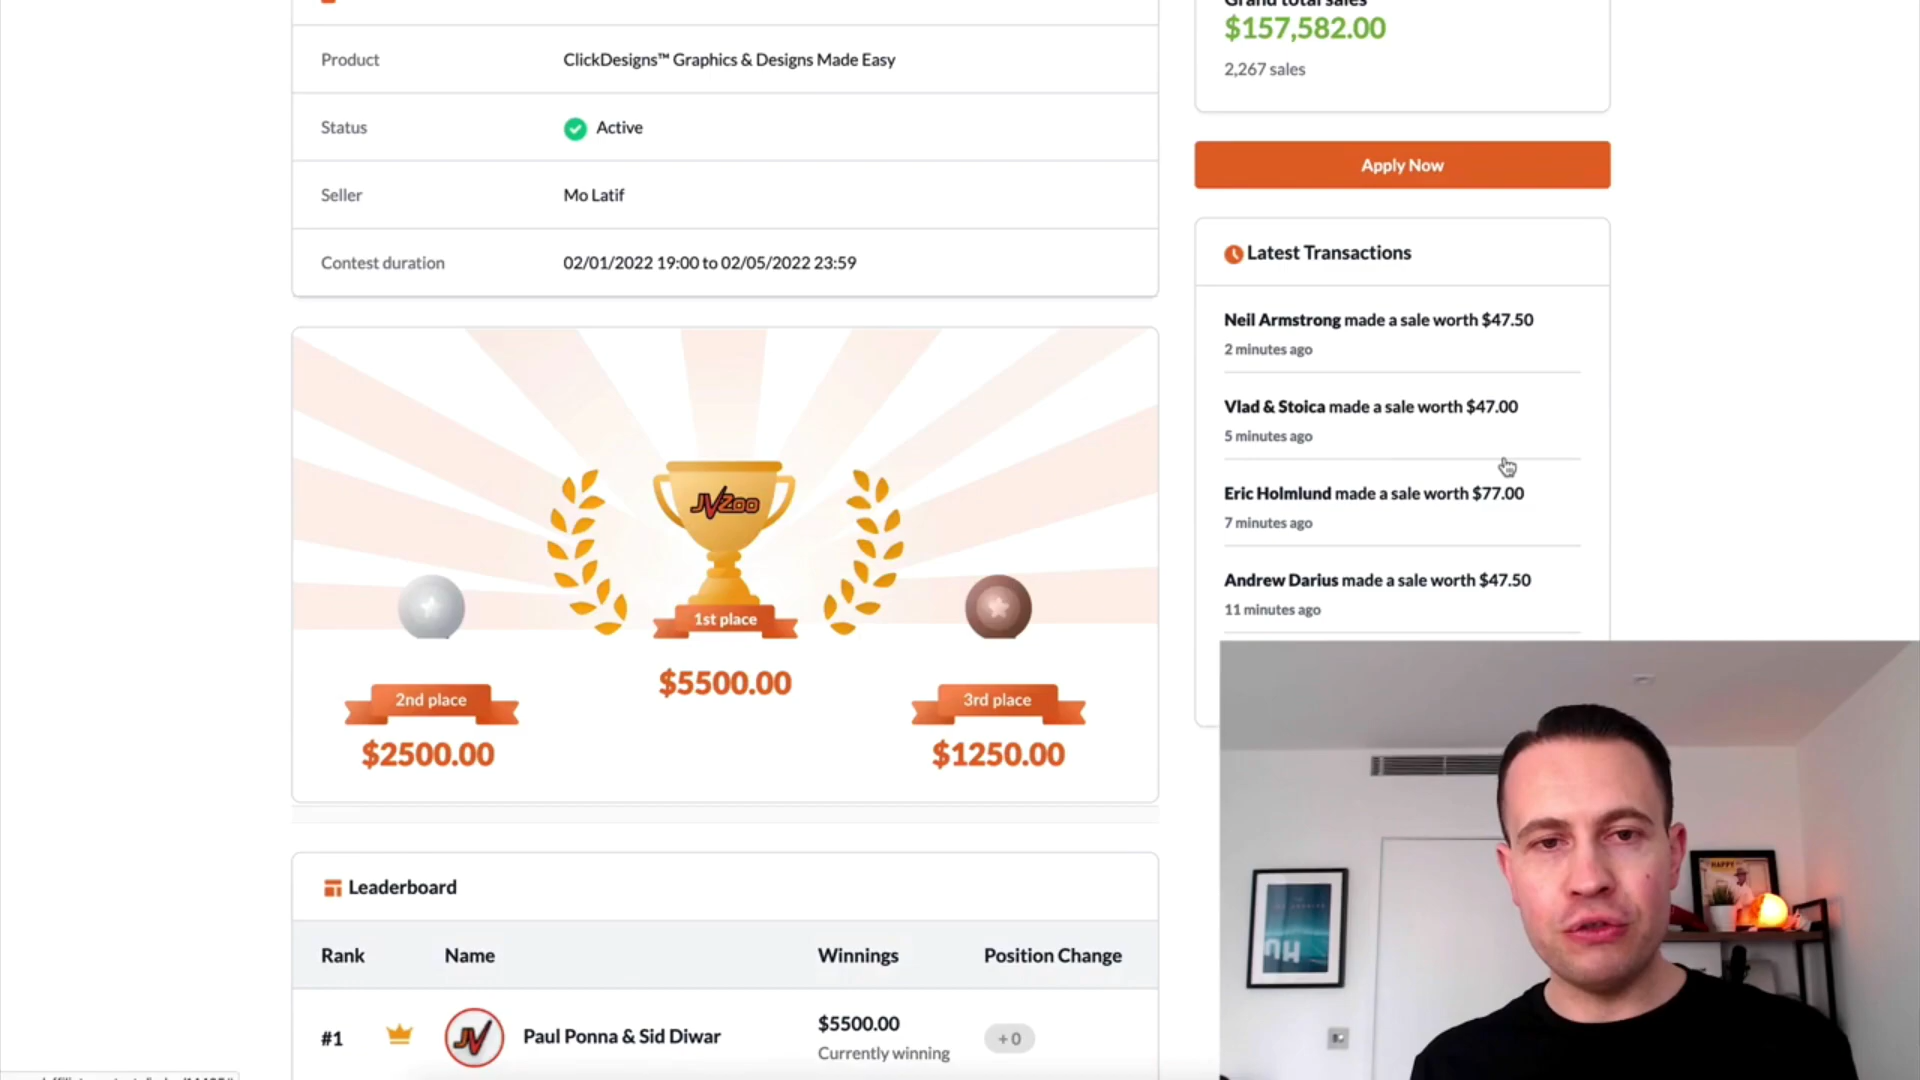 Grand total sales
$157,582.00
2,267 sales
Product
ClickDesigns™ Graphics & Designs Made Easy
Status
Active
Seller
Mo Latif
Contest duration
02/01/2022 19:00 to 02/05/2022 23:59
Apply Now
Latest Transactions
Neil Armstrong made a sale worth $47.50
2 minutes ago
Vlad & Stoica made a sale worth $47.00
5 minutes ago
Eric Holmlund made a sale worth $77.00
7 minutes ago
Andrew Darius made a sale worth $47.50
11 minutes ago
JVZoo
1st place
$5500.00
2nd place
$2500.00
3rd place
$1250.00
Leaderboard
Rank
Name
Winnings
Position Change
#1
JV
Paul Ponna & Sid Diwar
$5500.00
Currently winning
+ 0
HAPPY